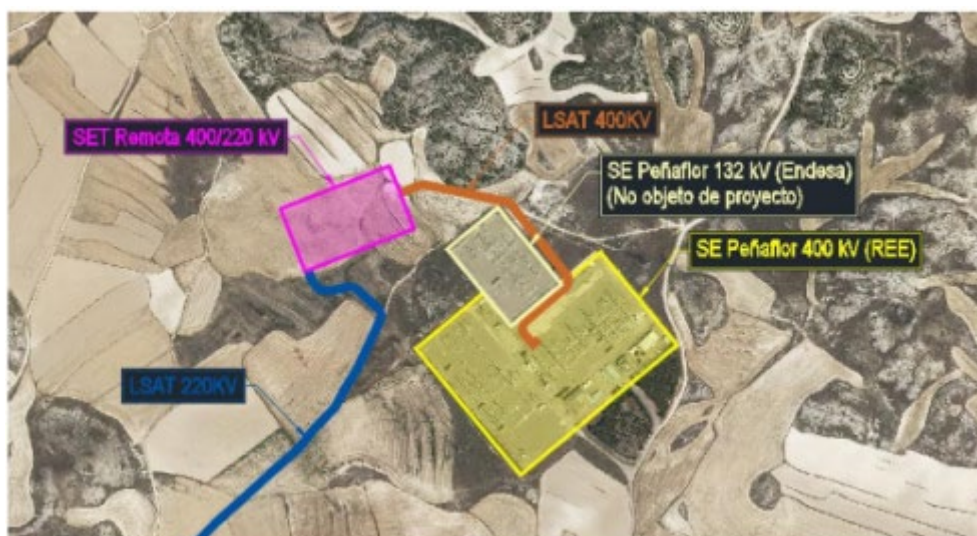 LSAT 400KV
SET Remota 400/220 kV
SE Peñaflor 132 kV (Endesa)
(No objeto de proyecto)
SE Peñaflor 400 kV (REE)
LSAT 220KV